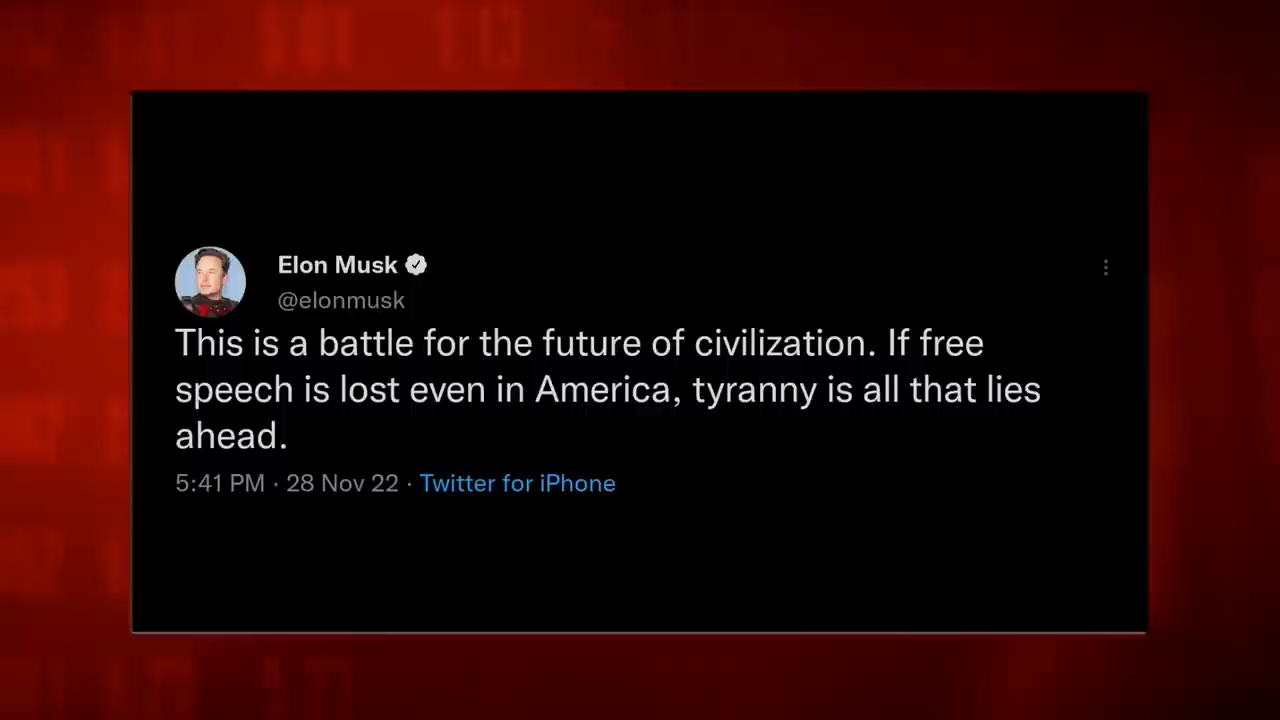 Elon Musk
@elonmusk
This is a battle for the future of civilization. If free
speech is lost even in America, tyranny is all that lies
ahead.
5:41 PM · 28 Nov 22 · Twitter for iPhone